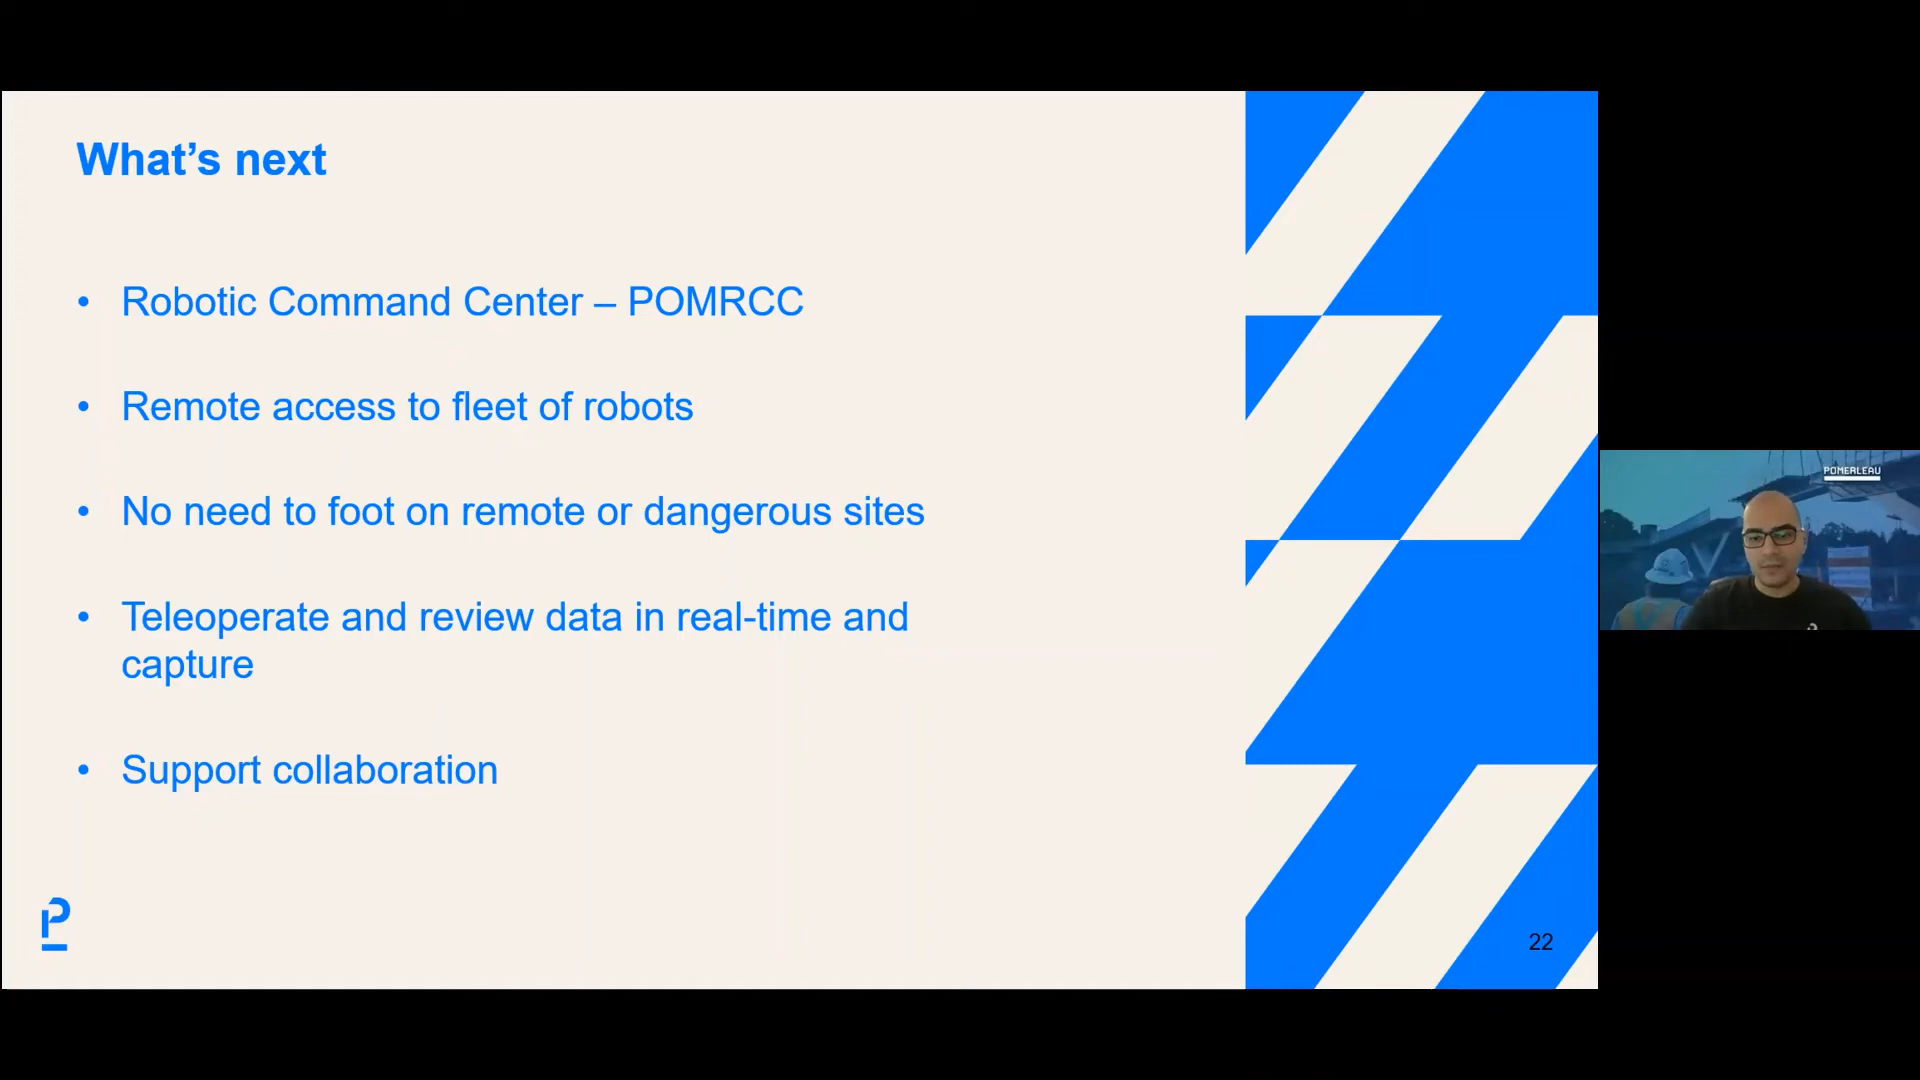 What's next
• Robotic Command Center – POMRCC
• Remote access to fleet of robots
• No need to foot on remote or dangerous sites
• Teleoperate and review data in real-time and
capture
• Support collaboration
P
22
POMERLEAU